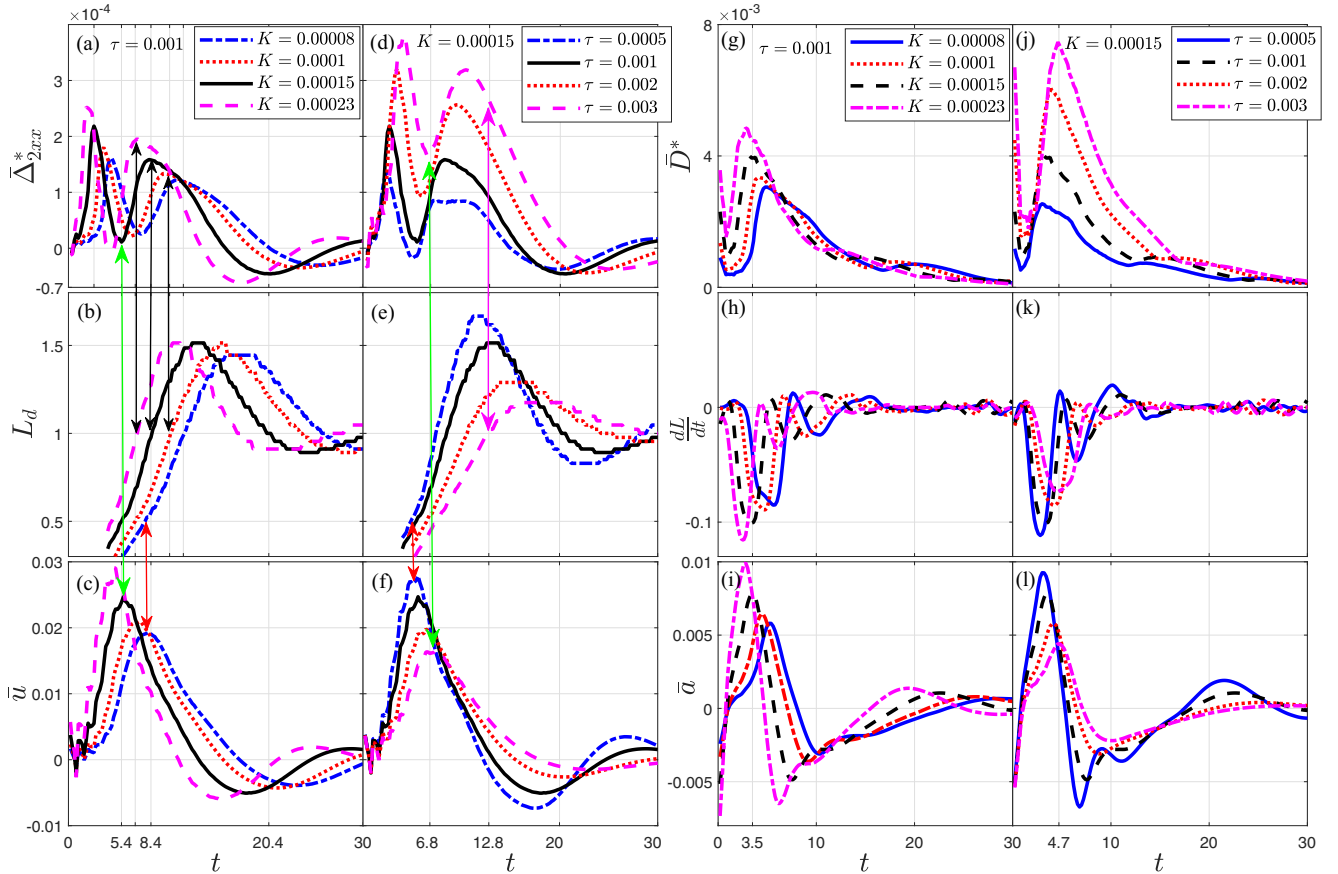 ×10⁻⁴
(a) τ = 0.001
K = 0.00008
K = 0.0001
K = 0.00015
K = 0.00023
3
2
1
0
-0.7
Δ̄*₂ₓₓ
(d) K = 0.00015
τ = 0.0005
τ = 0.001
τ = 0.002
τ = 0.003
(b)
1.5
1
0.5
L_d
(e)
(c)
0.03
0.02
0.01
0
-0.01
ū
0 5.4 8.4 20.4 30
t
(f)
6.8 12.8 20 30
t
×10⁻³
(g) τ = 0.001
K = 0.00008
K = 0.0001
K = 0.00015
K = 0.00023
8
4
0
D̄*
(j) K = 0.00015
τ = 0.0005
τ = 0.001
τ = 0.002
τ = 0.003
(h)
0
-0.1
dL/dt
(k)
(i)
0.010
0.005
0
-0.005
ā
0 3.5 10 20 30
t
(l)
4.7 10 20 30
t